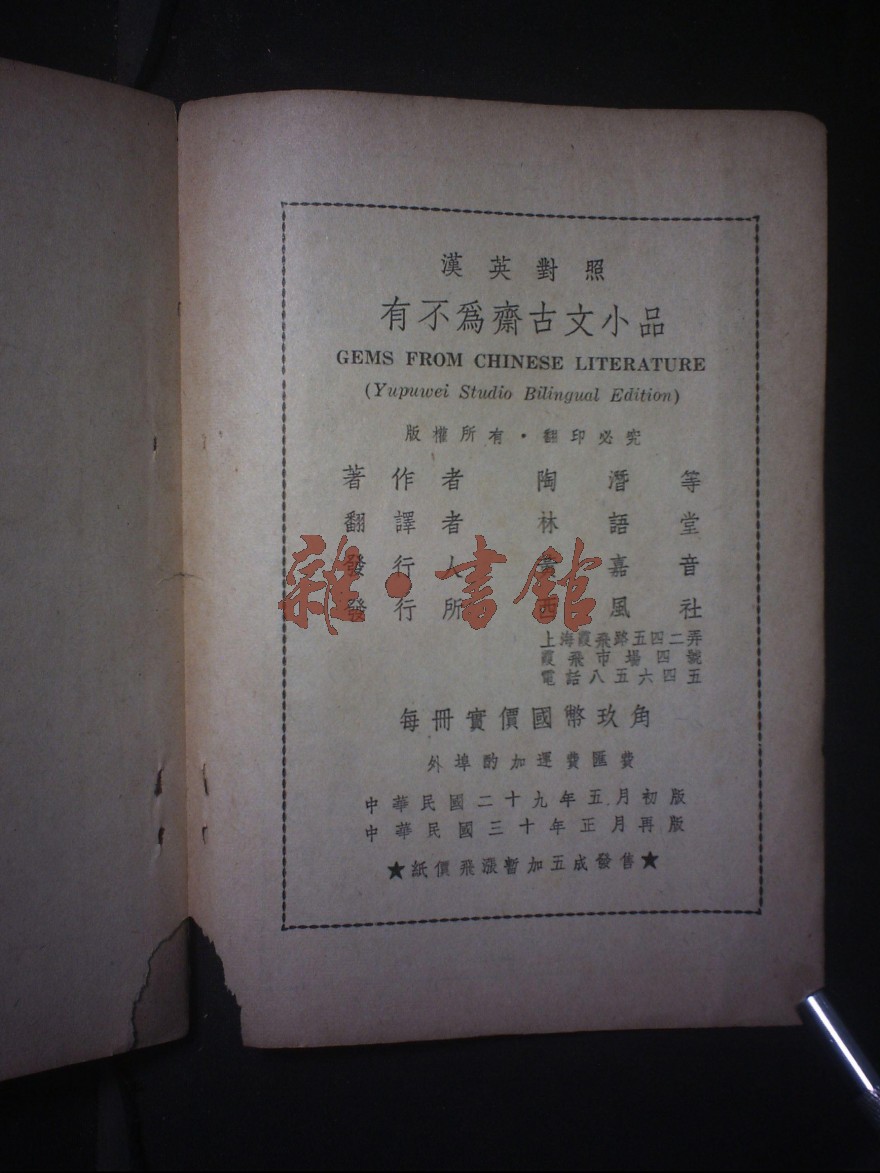 漢英對照
有不爲齋古文小品
GEMS FROM CHINESE LITERATURE
(Yupuwei Studio Bilingual Edition)
版權所有・翻印必究
著作者 陶潛等
翻譯者 林語堂
發行人 嘉音
發行所 西風社
上海霞飛路五四二弄
霞飛市場四號
電話八五六四五
每冊實價國幣玖角
外埠酌加運費匯費
中華民國二十九年五月初版
中華民國三十年正月再版
★紙價飛漲暫加五成發售★
雜・書館